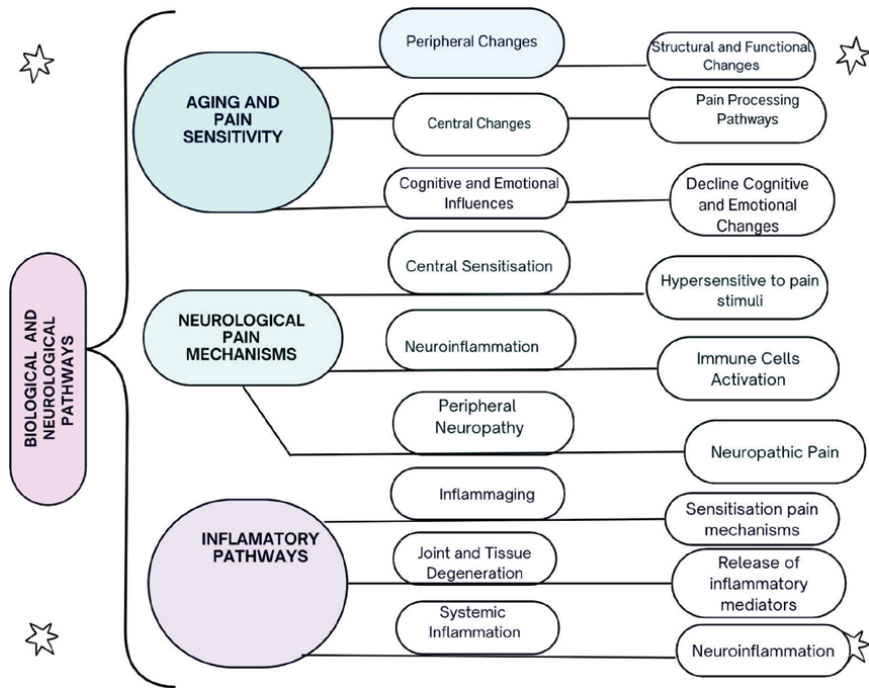 BIOLOGICAL AND
NEUROLOGICAL
PATHWAYS
AGING AND
PAIN
SENSITIVITY
Peripheral Changes
Structural and Functional
Changes
Central Changes
Pain Processing
Pathways
Cognitive and Emotional
Influences
Decline Cognitive
and Emotional
Changes
NEUROLOGICAL
PAIN
MECHANISMS
Central Sensitisation
Hypersensitive to pain
stimuli
Neuroinflammation
Immune Cells
Activation
Peripheral
Neuropathy
Neuropathic Pain
INFLAMATORY
PATHWAYS
Inflammaging
Sensitisation pain
mechanisms
Joint and Tissue
Degeneration
Release of
inflammatory
mediators
Systemic
Inflammation
Neuroinflammation